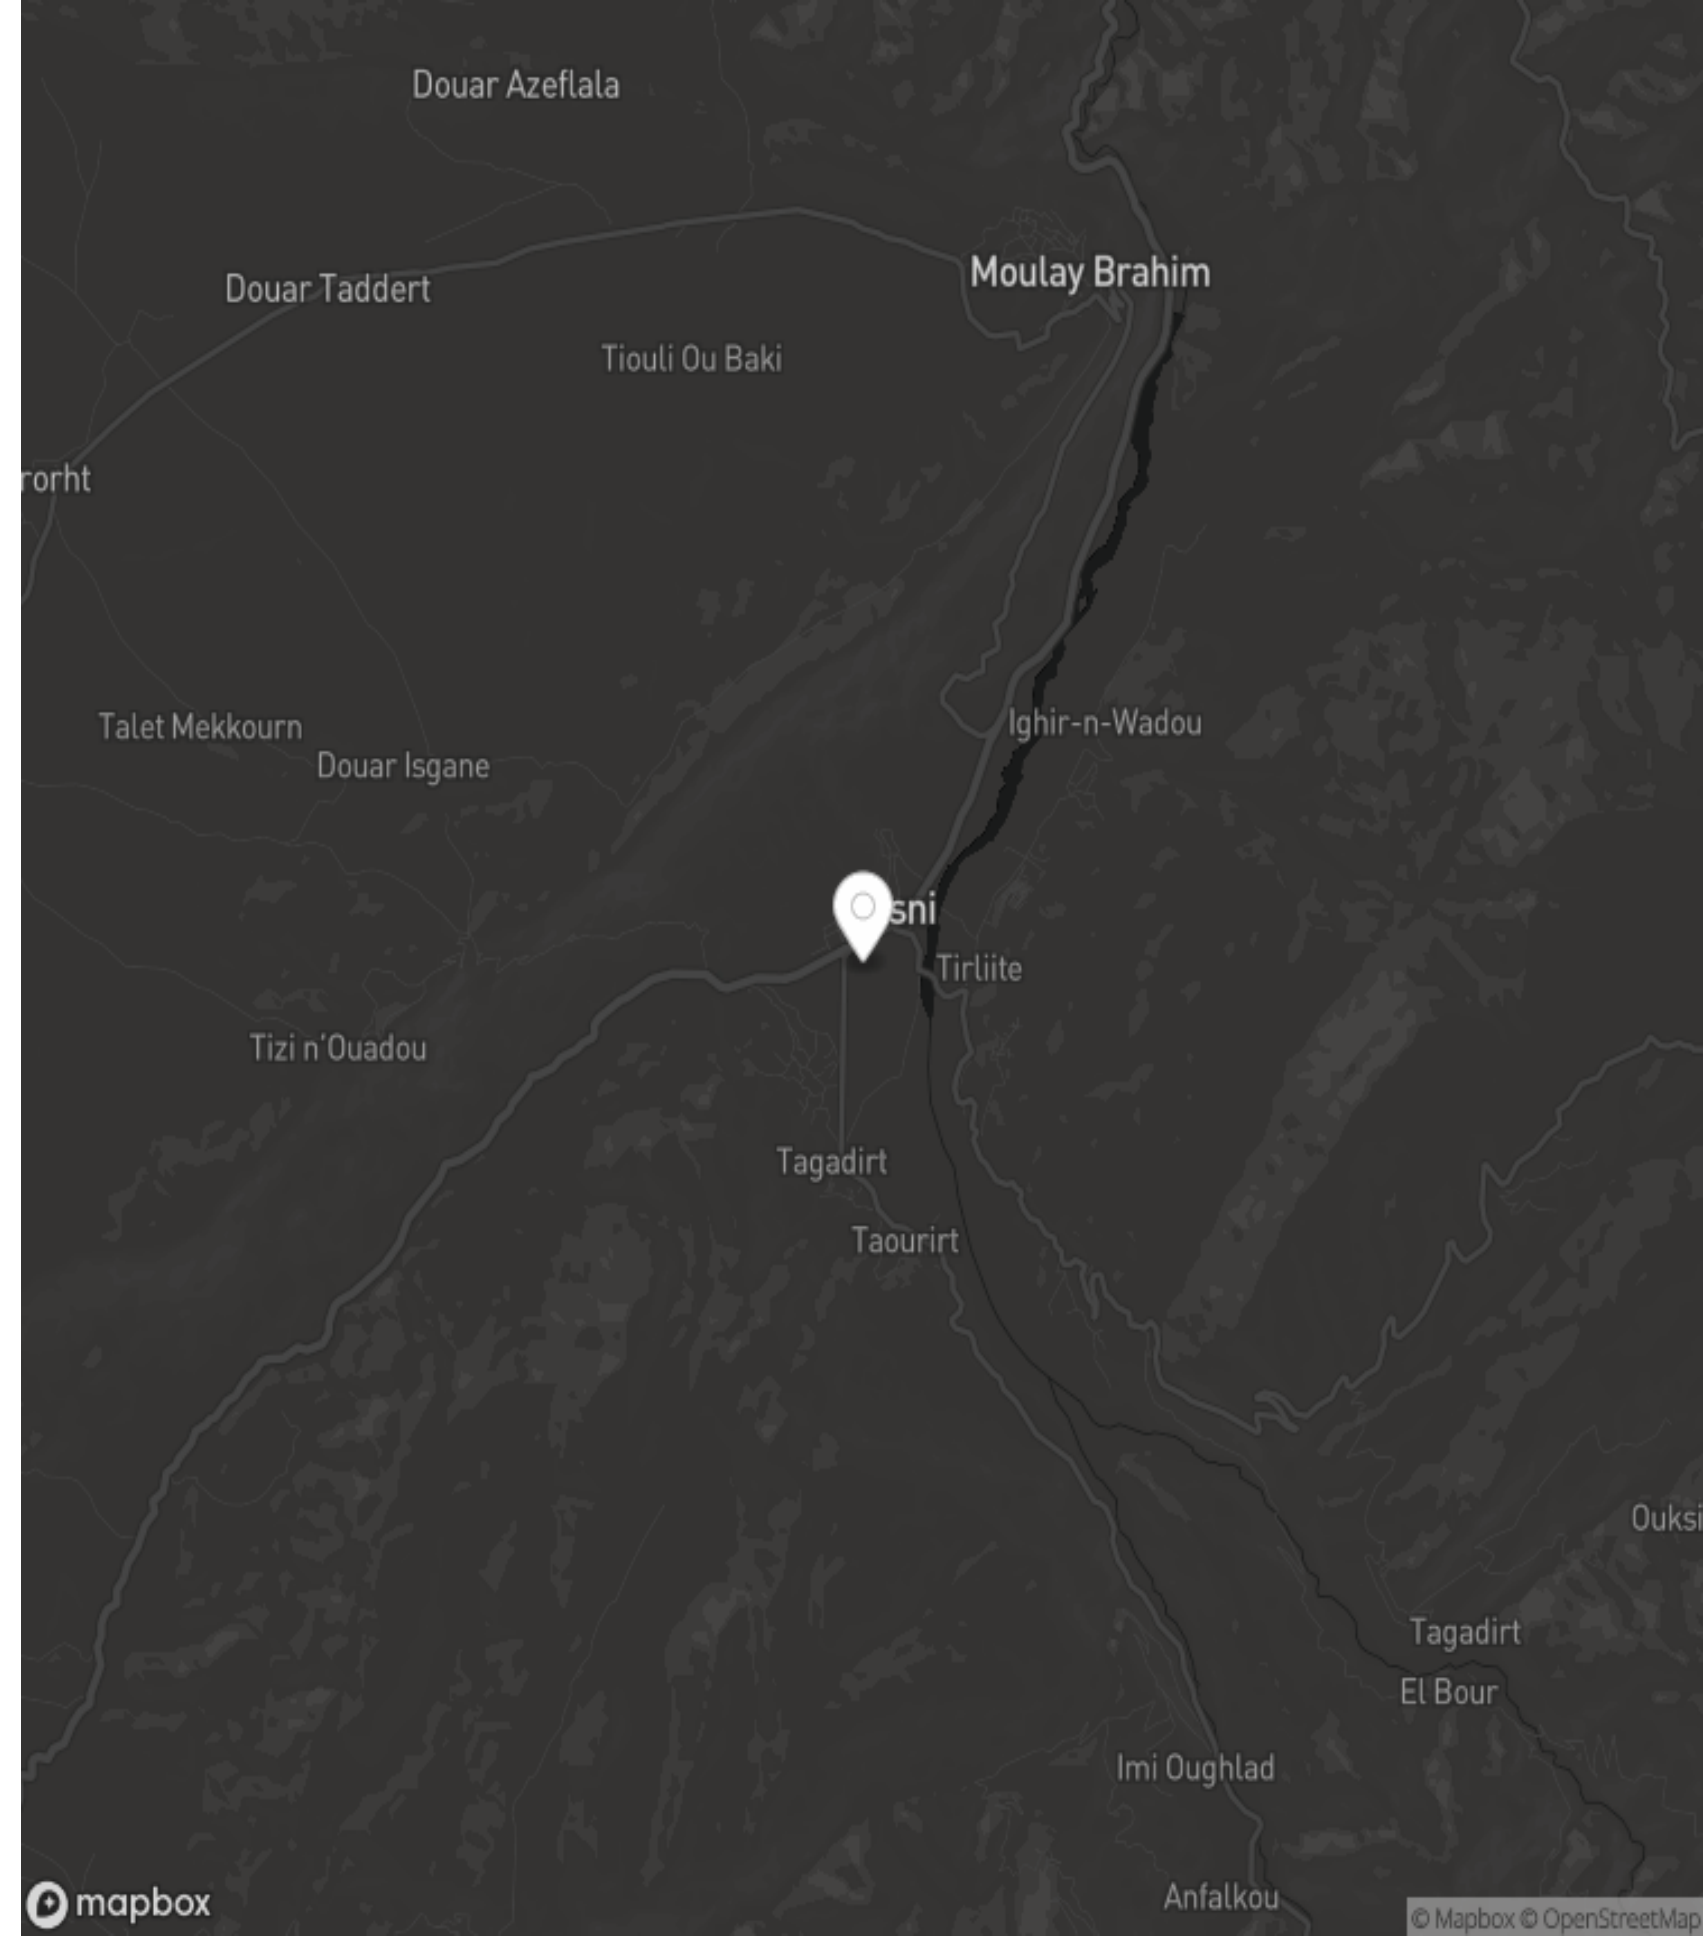 Douar Azeflala
Moulay Brahim
Douar Taddert
Tiouli Ou Baki
rorht
Ighir-n-Wadou
Talet Mekkourn
Douar Isgane
sni
Tirliite
Tizi n'Ouadou
Tagadirt
Taourirt
Ouksi
Tagadirt
El Bour
Imi Oughlad
Anfalkou
mapbox
© Mapbox © OpenStreetMap